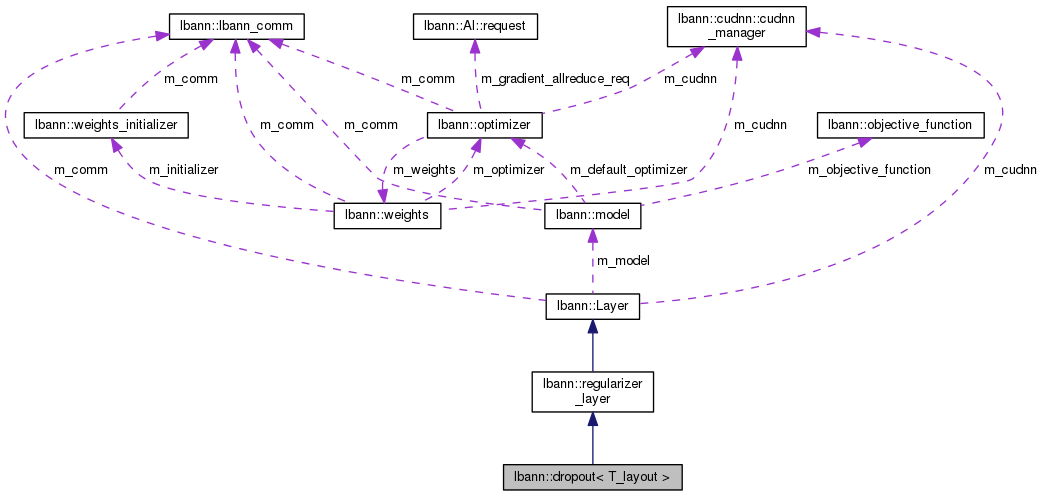 lbann::lbann_comm
lbann::Al::request
lbann::cudnn::cudnn
_manager
m_comm
m_comm
m_gradient_allreduce_req
m_cudnn
lbann::weights_initializer
m_comm
m_comm
lbann::optimizer
m_cudnn
lbann::objective_function
m_comm
m_initializer
m_weights
m_optimizer
m_default_optimizer
m_objective_function
m_cudnn
lbann::weights
lbann::model
m_model
lbann::Layer
lbann::regularizer
_layer
lbann::dropout< T_layout >